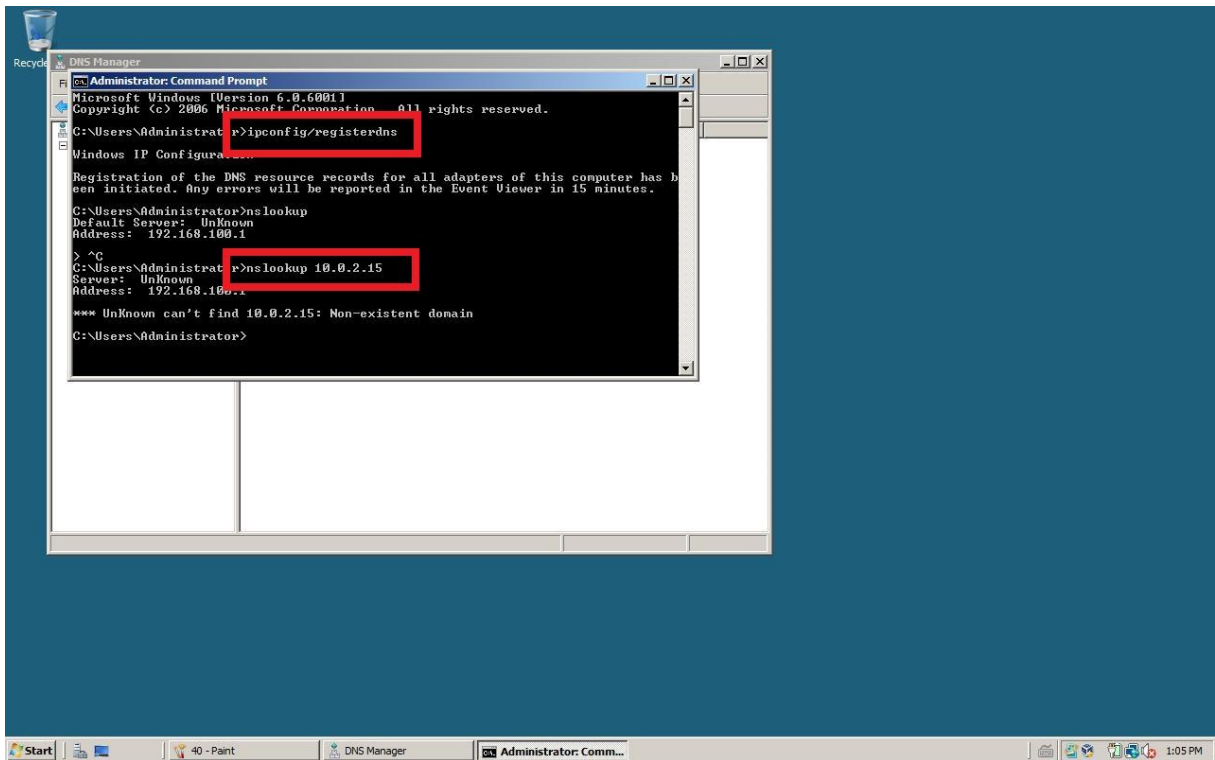 Recycle
DNS Manager
Administrator: Command Prompt
Microsoft Windows [Version 6.0.6001]
Copyright (c) 2006 Microsoft Corporation. All rights reserved.
C:\Users\Administrator>ipconfig/registerdns
Windows IP Configuration
Registration of the DNS resource records for all adapters of this computer has b
een initiated. Any errors will be reported in the Event Viewer in 15 minutes.
C:\Users\Administrator>nslookup
Default Server: UnKnown
Address: 192.168.100.1
> ^C
C:\Users\Administrator>nslookup 10.0.2.15
Server: UnKnown
Address: 192.168.100.1
*** UnKnown can't find 10.0.2.15: Non-existent domain
C:\Users\Administrator>
Start
40 - Paint
DNS Manager
Administrator: Comm...
1:05 PM